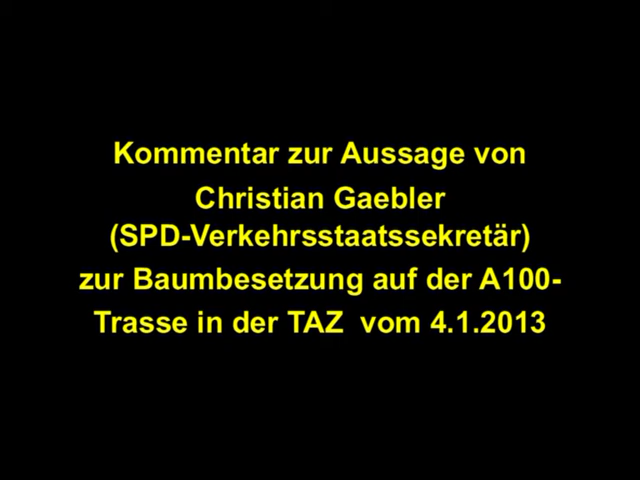 Kommentar zur Aussage von
Christian Gaebler
(SPD-Verkehrsstaatssekretär)
zur Baumbesetzung auf der A100-
Trasse in der TAZ  vom 4.1.2013